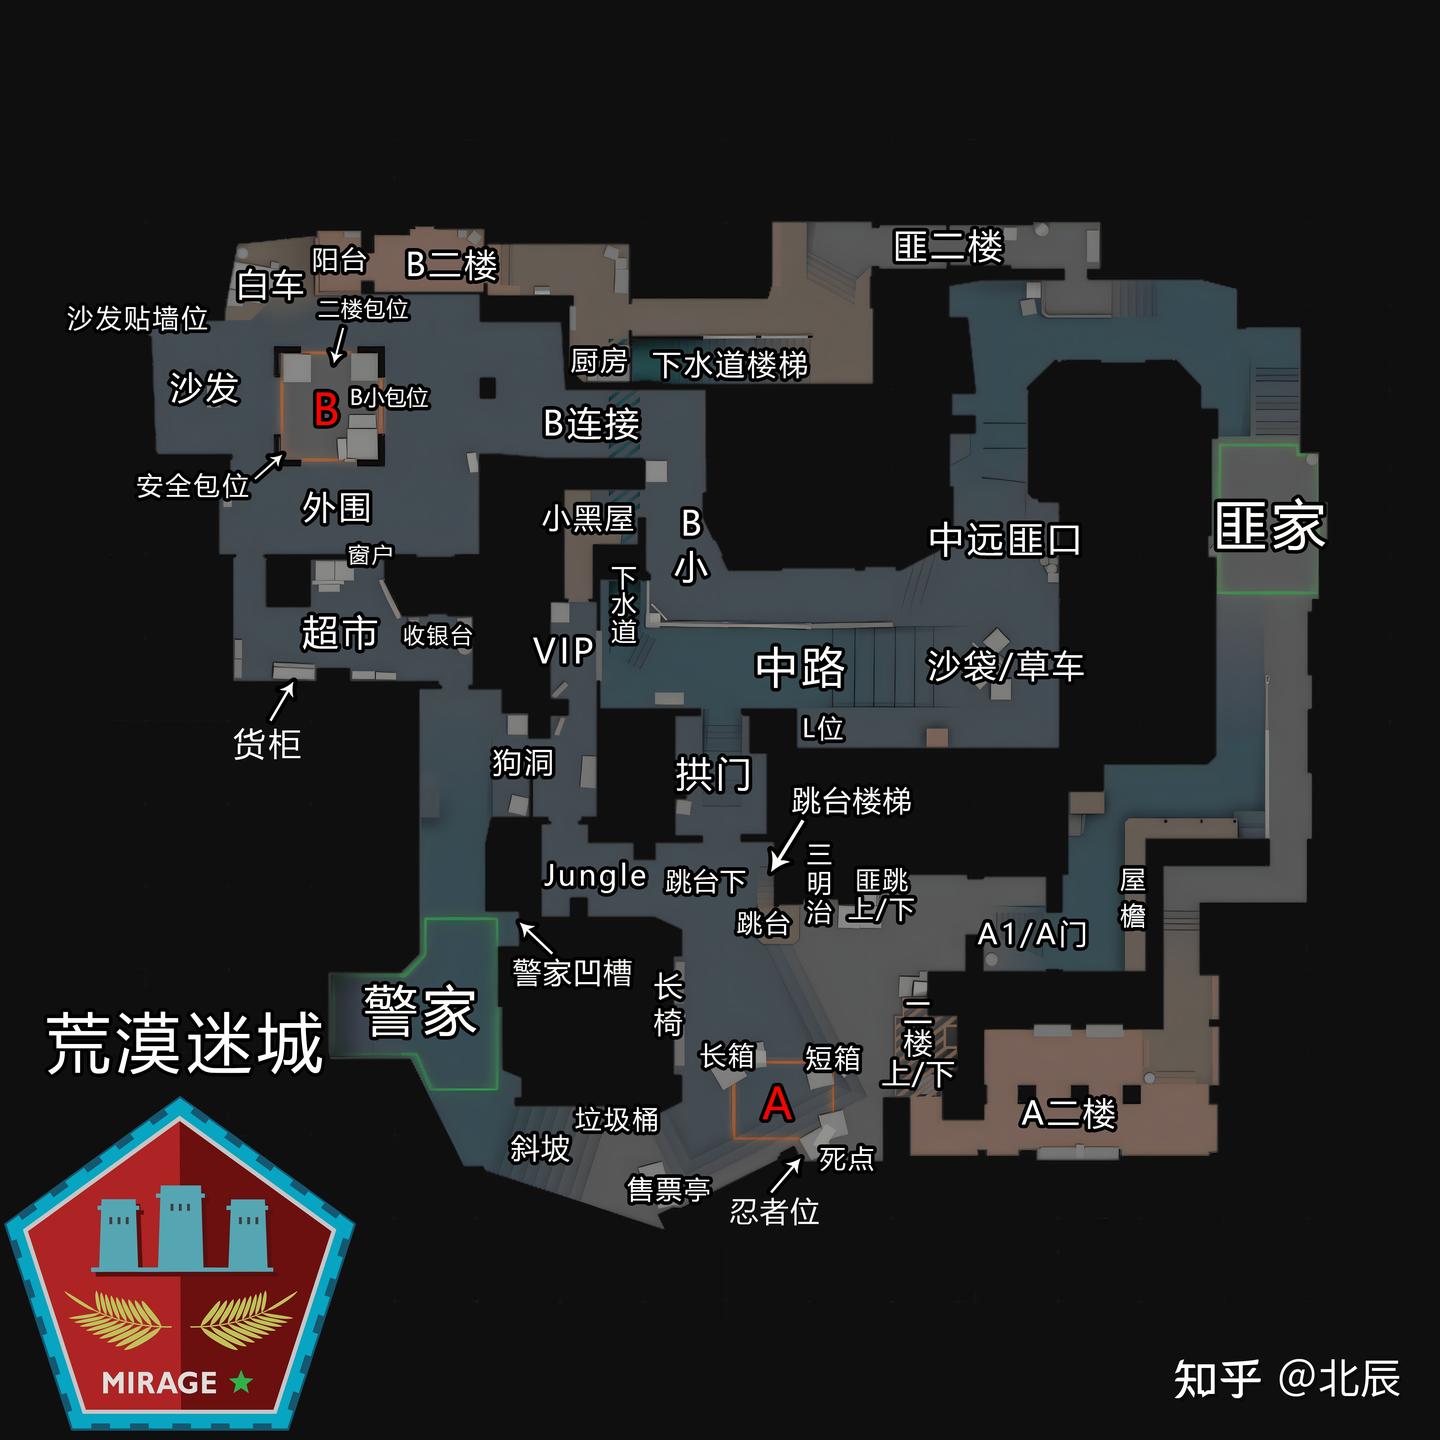 匪二楼
阳台
B二楼
白车
二楼包位
沙发贴墙位
厨房
下水道楼梯
沙发
B
B小包位
B连接
安全包位
外围
小黑屋
B
小
中远匪口
匪家
窗户
下
水
道
超市
收银台
VIP
中路
沙袋/草车
货柜
L位
狗洞
拱门
跳台楼梯
Jungle
跳台下
三
明
治
匪跳
上/下
屋
檐
跳台
A1/A门
警家凹槽
长
椅
警家
二
楼
上/下
荒漠迷城
长箱
短箱
A
A二楼
垃圾桶
斜坡
死点
售票亭
忍者位
MIRAGE
知乎 @北辰